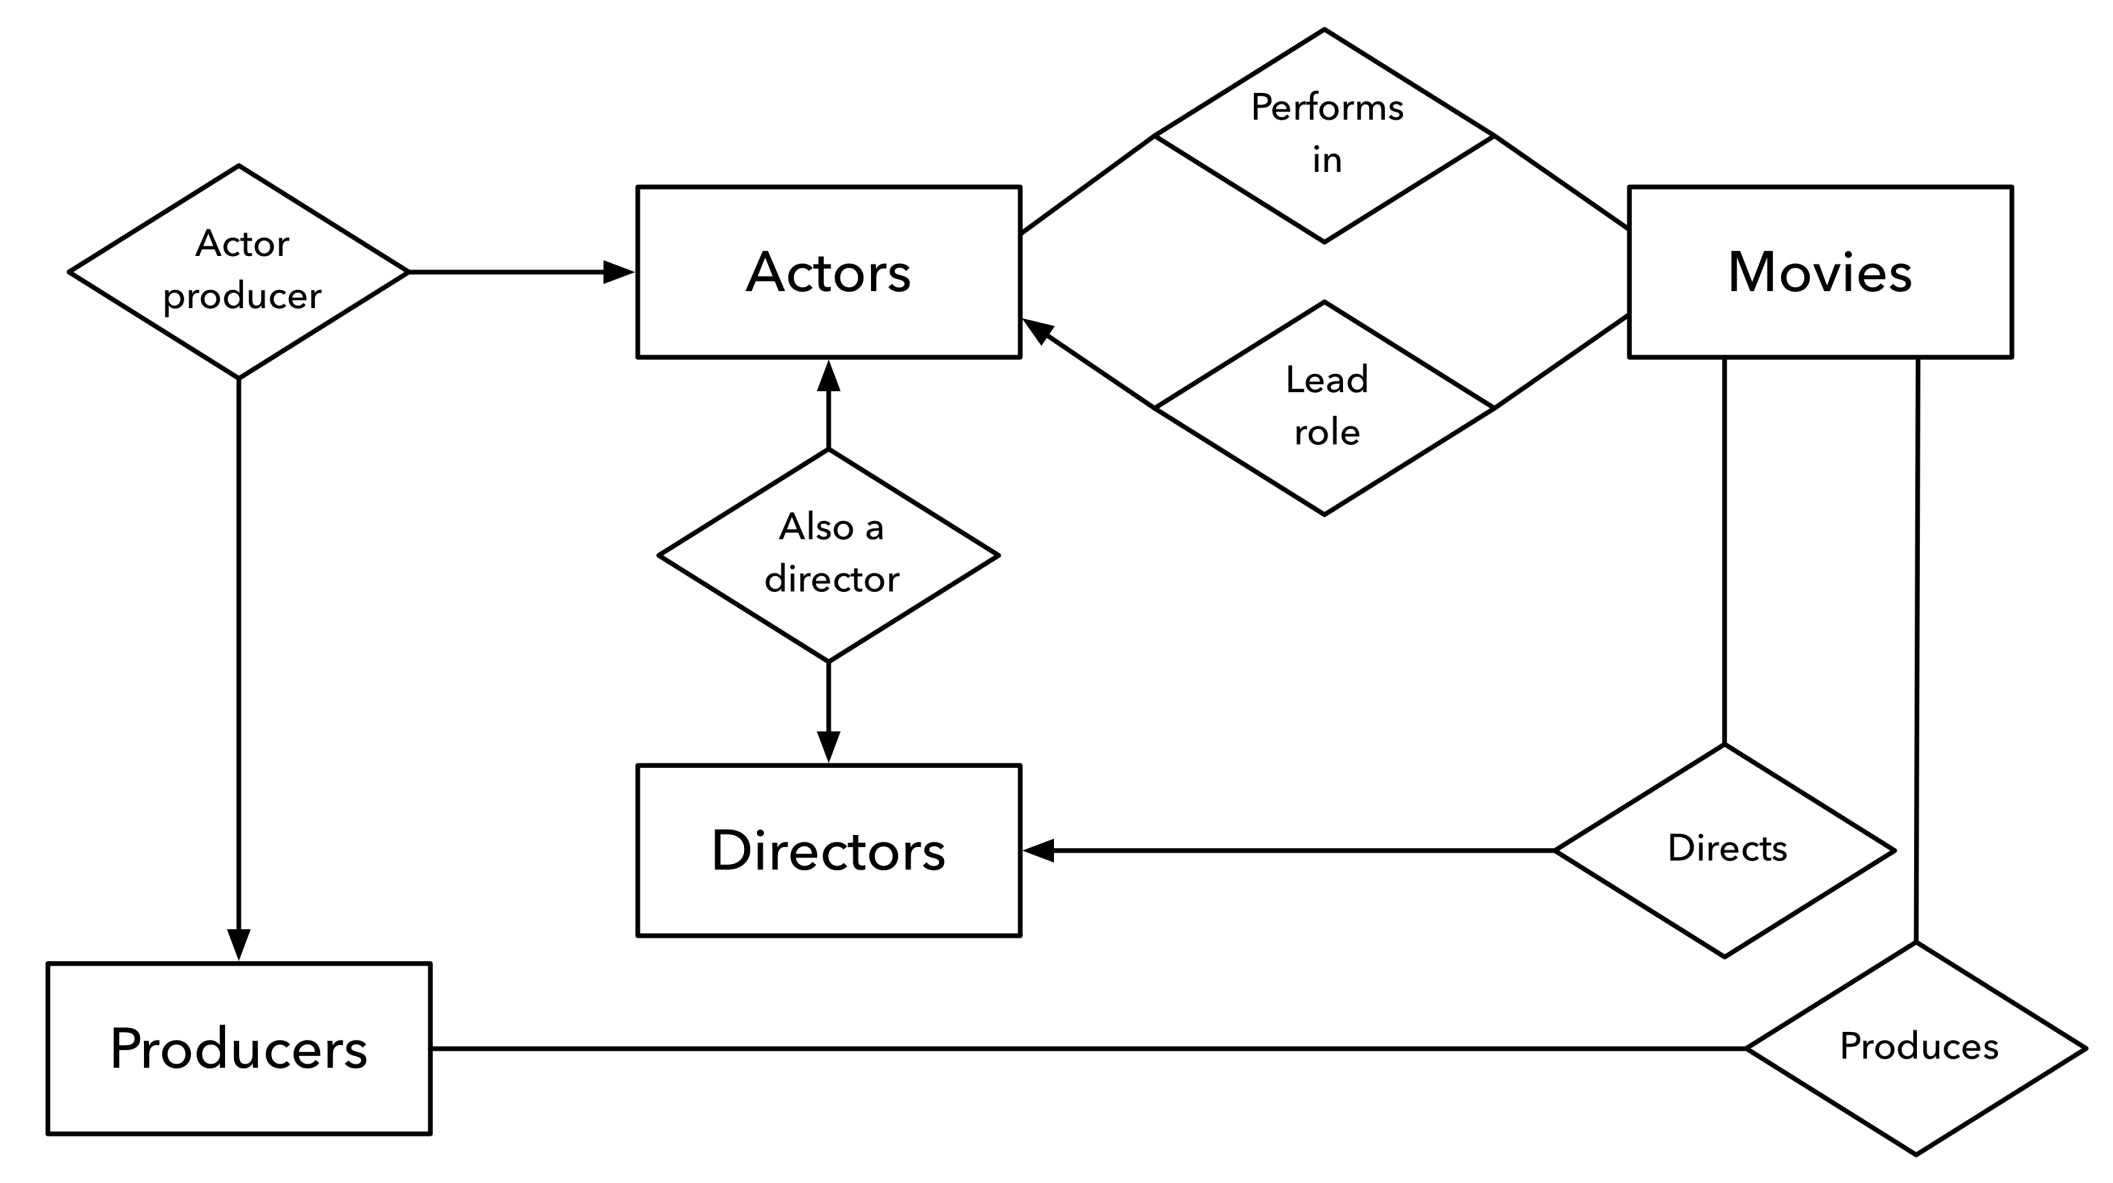 Performs
in
Actor
producer
Actors
Movies
Lead
role
Also a
director
Directors
Directs
Producers
Produces